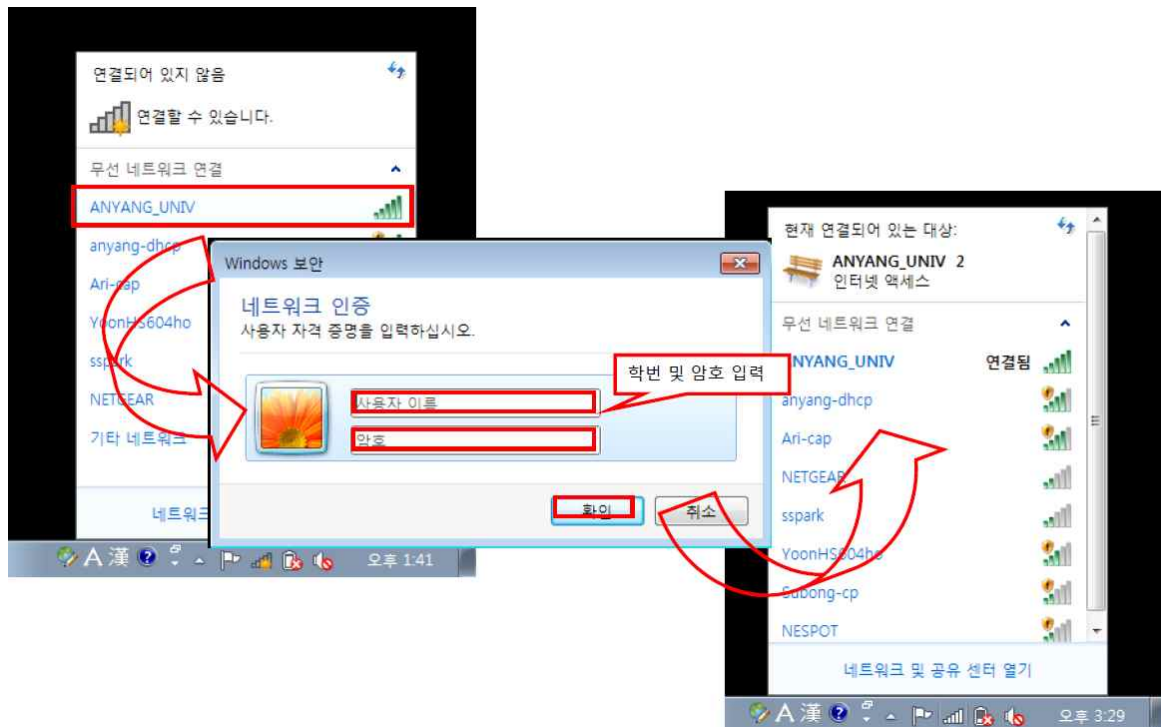 연결되어 있지 않음
연결할 수 있습니다.
무선 네트워크 연결
ANYANG_UNIV
anyang-dhcp
Ari-cap
YoonHS604ho
sspark
NETGEAR
기타 네트워크
네트워크
A 漢
오후 1:41
Windows 보안
네트워크 인증
사용자 자격 증명을 입력하십시오.
사용자 이름
암호
학번 및 암호 입력
확인
취소
현재 연결되어 있는 대상:
ANYANG_UNIV 2
인터넷 액세스
무선 네트워크 연결
ANYANG_UNIV 연결됨
anyang-dhcp
Ari-cap
NETGEAR
sspark
YoonHS604ho
Subong-cp
NESPOT
네트워크 및 공유 센터 열기
A 漢
오후 3:29